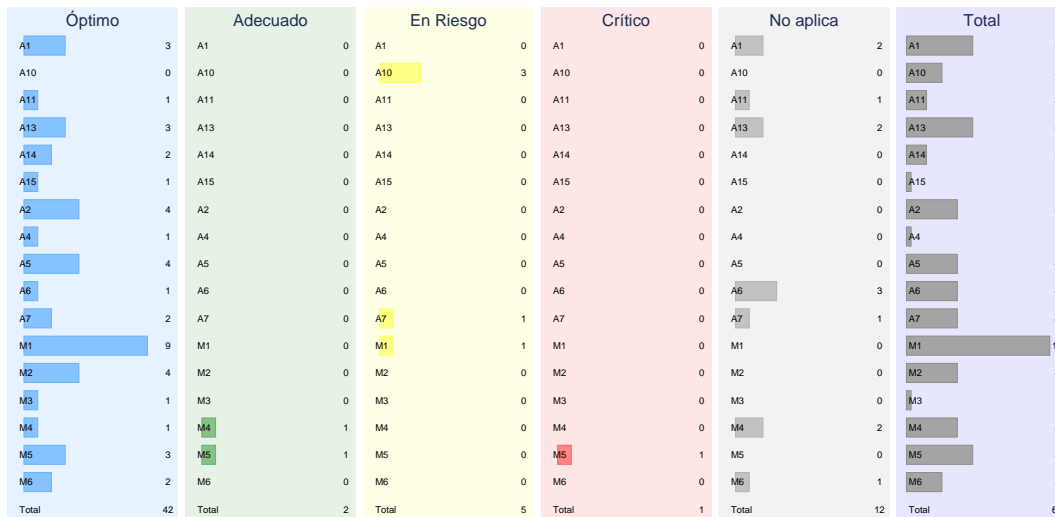 Óptimo Adecuado En Riesgo Crítico No aplica Total
A1 3 A1 0 A1 0 A1 0 A1 2 A1
A10 0 A10 0 A10 3 A10 0 A10 0 A10
A11 1 A11 0 A11 0 A11 0 A11 1 A11
A13 3 A13 0 A13 0 A13 0 A13 2 A13
A14 2 A14 0 A14 0 A14 0 A14 0 A14
A15 1 A15 0 A15 0 A15 0 A15 0 A15
A2 4 A2 0 A2 0 A2 0 A2 0 A2
A4 1 A4 0 A4 0 A4 0 A4 0 A4
A5 4 A5 0 A5 0 A5 0 A5 0 A5
A6 1 A6 0 A6 0 A6 0 A6 3 A6
A7 2 A7 0 A7 1 A7 0 A7 1 A7
M1 9 M1 0 M1 1 M1 0 M1 0 M1
M2 4 M2 0 M2 0 M2 0 M2 0 M2
M3 1 M3 0 M3 0 M3 0 M3 0 M3
M4 1 M4 1 M4 0 M4 0 M4 2 M4
M5 3 M5 1 M5 0 M5 1 M5 0 M5
M6 2 M6 0 M6 0 M6 0 M6 1 M6
Total 42 Total 2 Total 5 Total 1 Total 12 Total